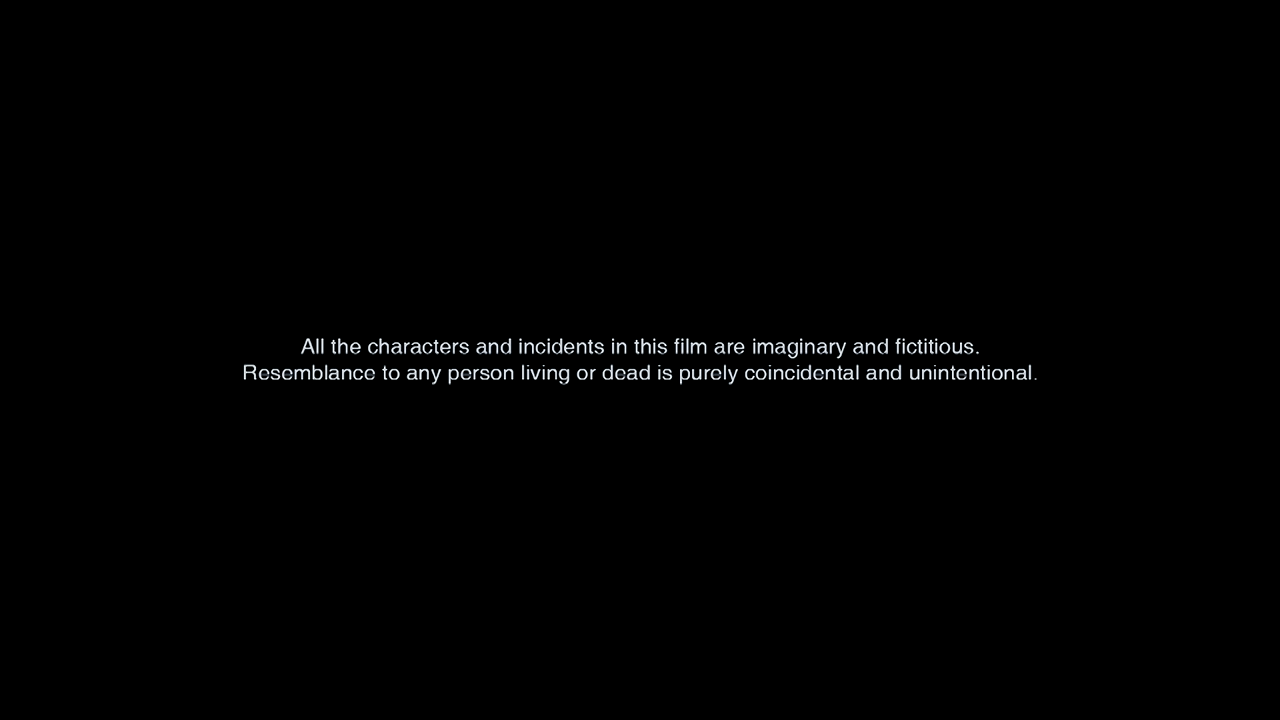 All the characters and incidents in this film are imaginary and fictitious.
Resemblance to any person living or dead is purely coincidental and unintentional.